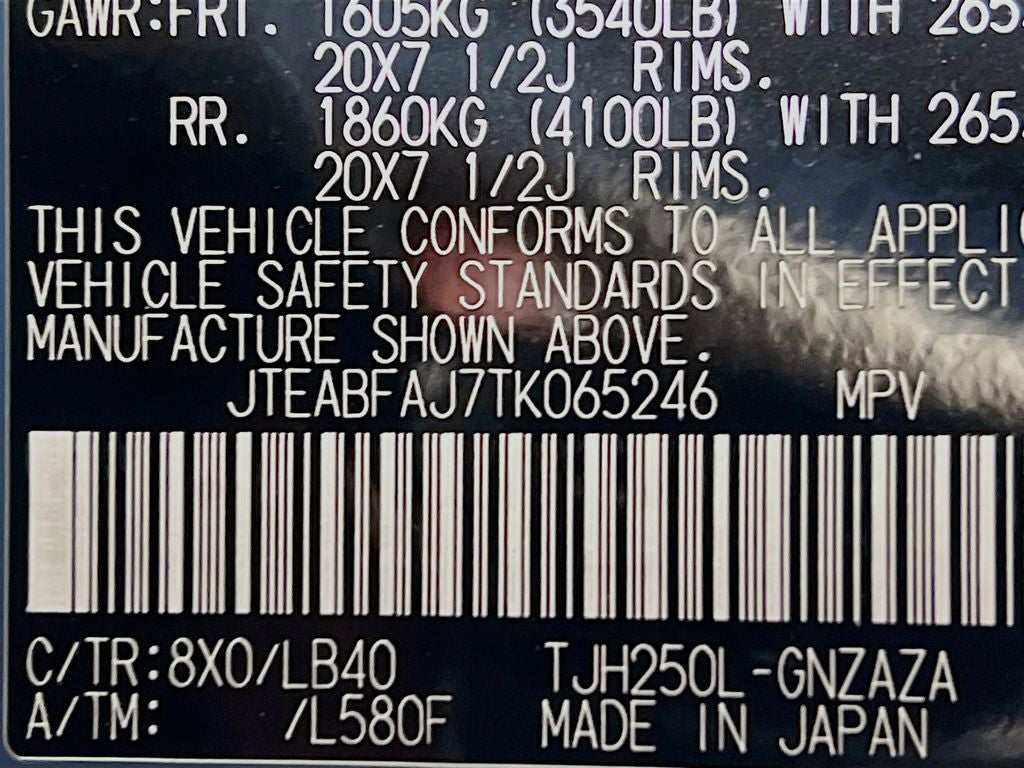 GAWR:FRT. 1605KG (3540LB) WITH 265
20X7 1/2J RIMS.
RR. 1860KG (4100LB) WITH 265
20X7 1/2J RIMS.
THIS VEHICLE CONFORMS TO ALL APPLIC
VEHICLE SAFETY STANDARDS IN EFFECT
MANUFACTURE SHOWN ABOVE.
JTEABFAJ7TK065246 MPV
C/TR:8X0/LB40 TJH250L-GNZAZA
A/TM: /L580F MADE IN JAPAN